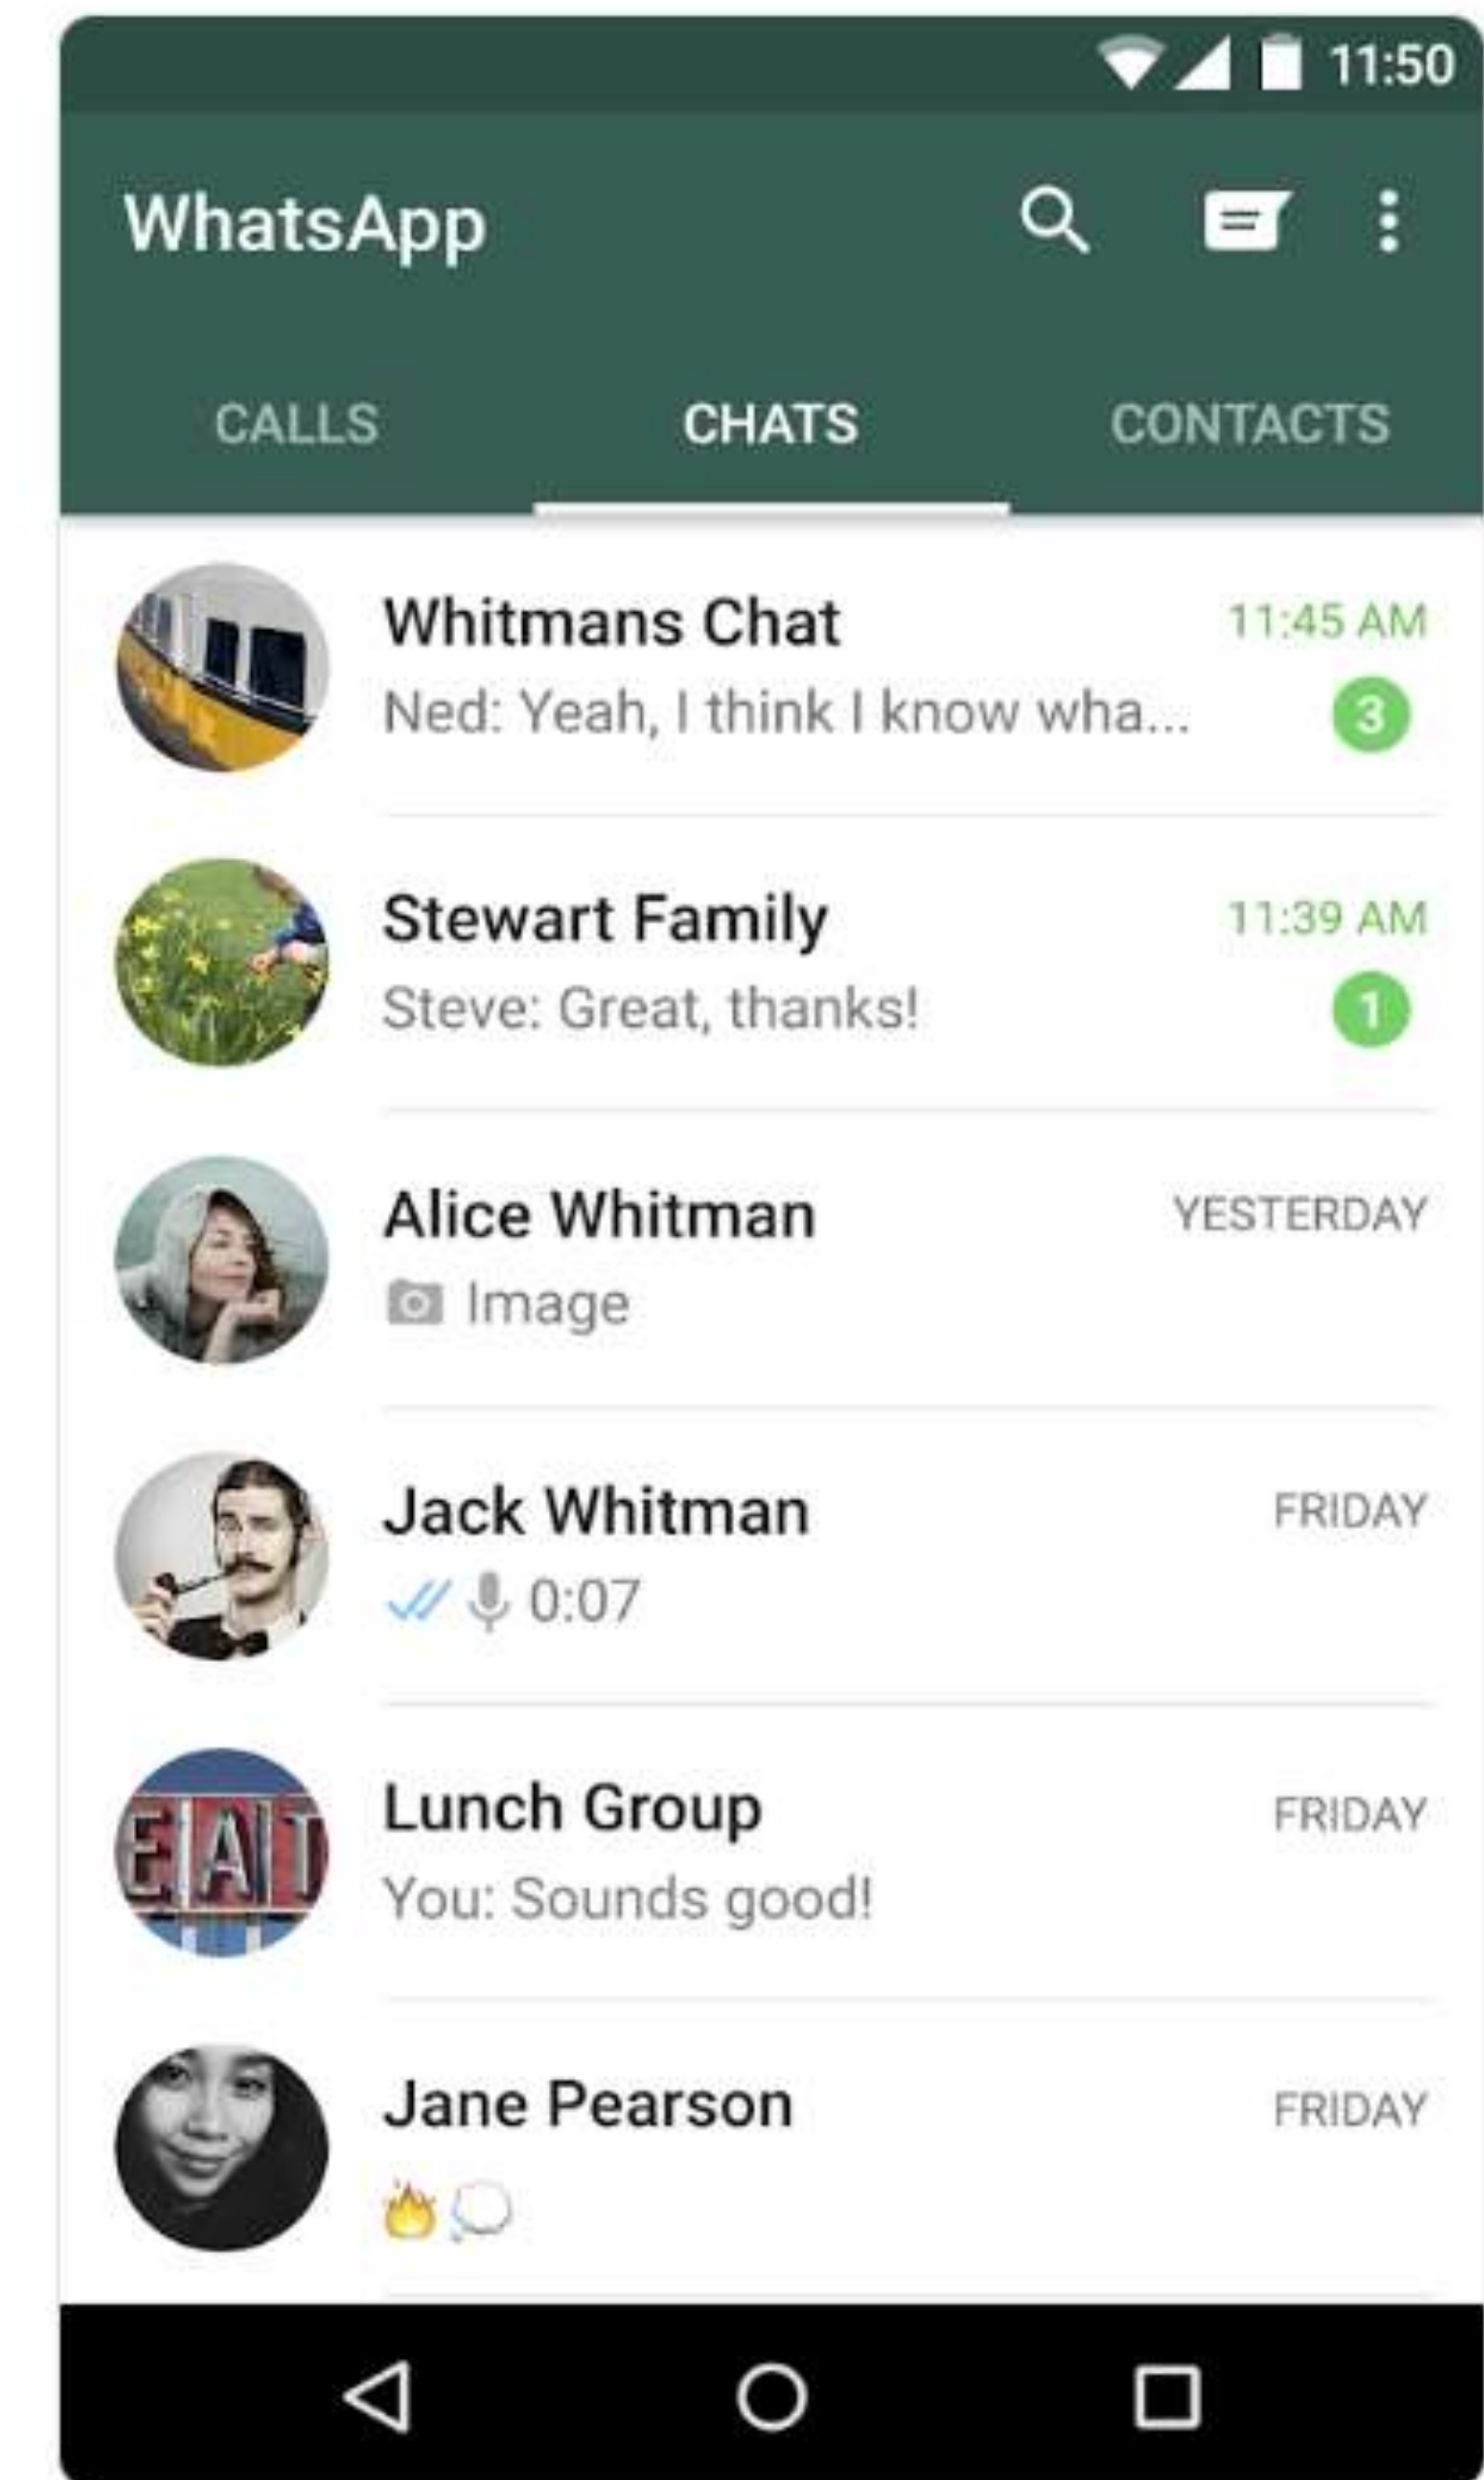 11:50
WhatsApp
CALLS CHATS CONTACTS
Whitmans Chat 11:45 AM
Ned: Yeah, I think I know wha... 3
Stewart Family 11:39 AM
Steve: Great, thanks! 1
Alice Whitman YESTERDAY
Image
Jack Whitman FRIDAY
0:07
EAT
Lunch Group FRIDAY
You: Sounds good!
Jane Pearson FRIDAY
🔥💭